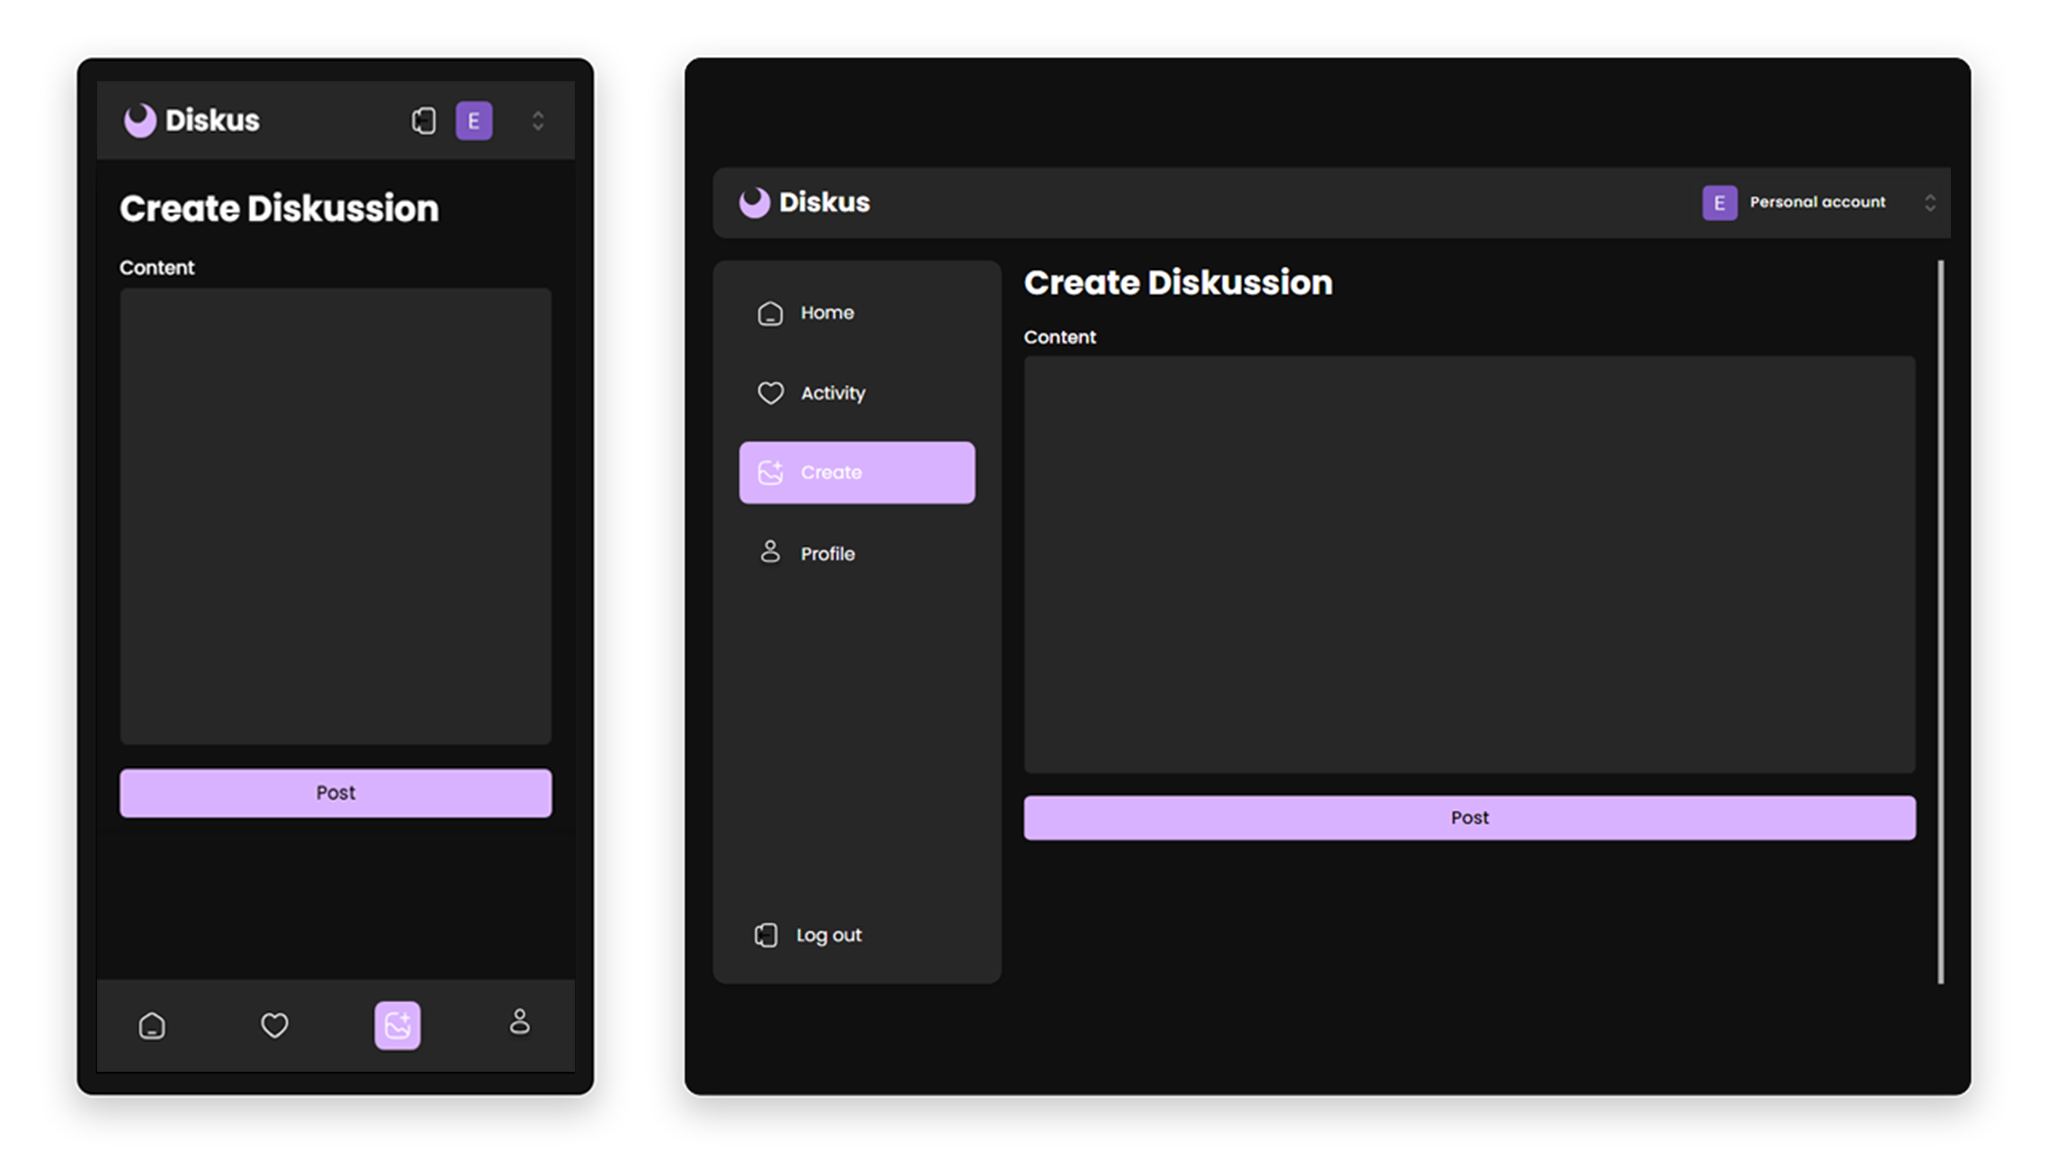 Diskus
E
Create Diskussion
Content
Post
Diskus
E Personal account
Home
Activity
Create
Profile
Log out
Create Diskussion
Content
Post